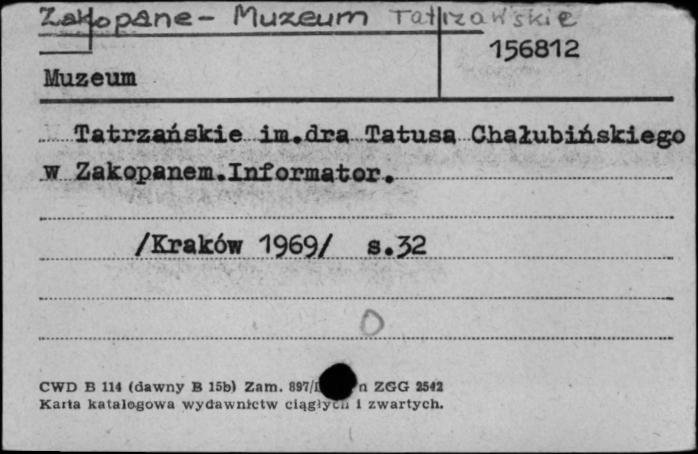 Zakopane - Muzeum Tatrzańskie
156812
Muzeum
Tatrzańskie im.dra Tatusa Chałubińskiego
w Zakopanem.Informator.
/Kraków 1969/ s.32
O
CWD B 114 (dawny B 15b) Zam. 897/ n ZGG 2542
Karta katalogowa wydawnictw ciągłych i zwartych.